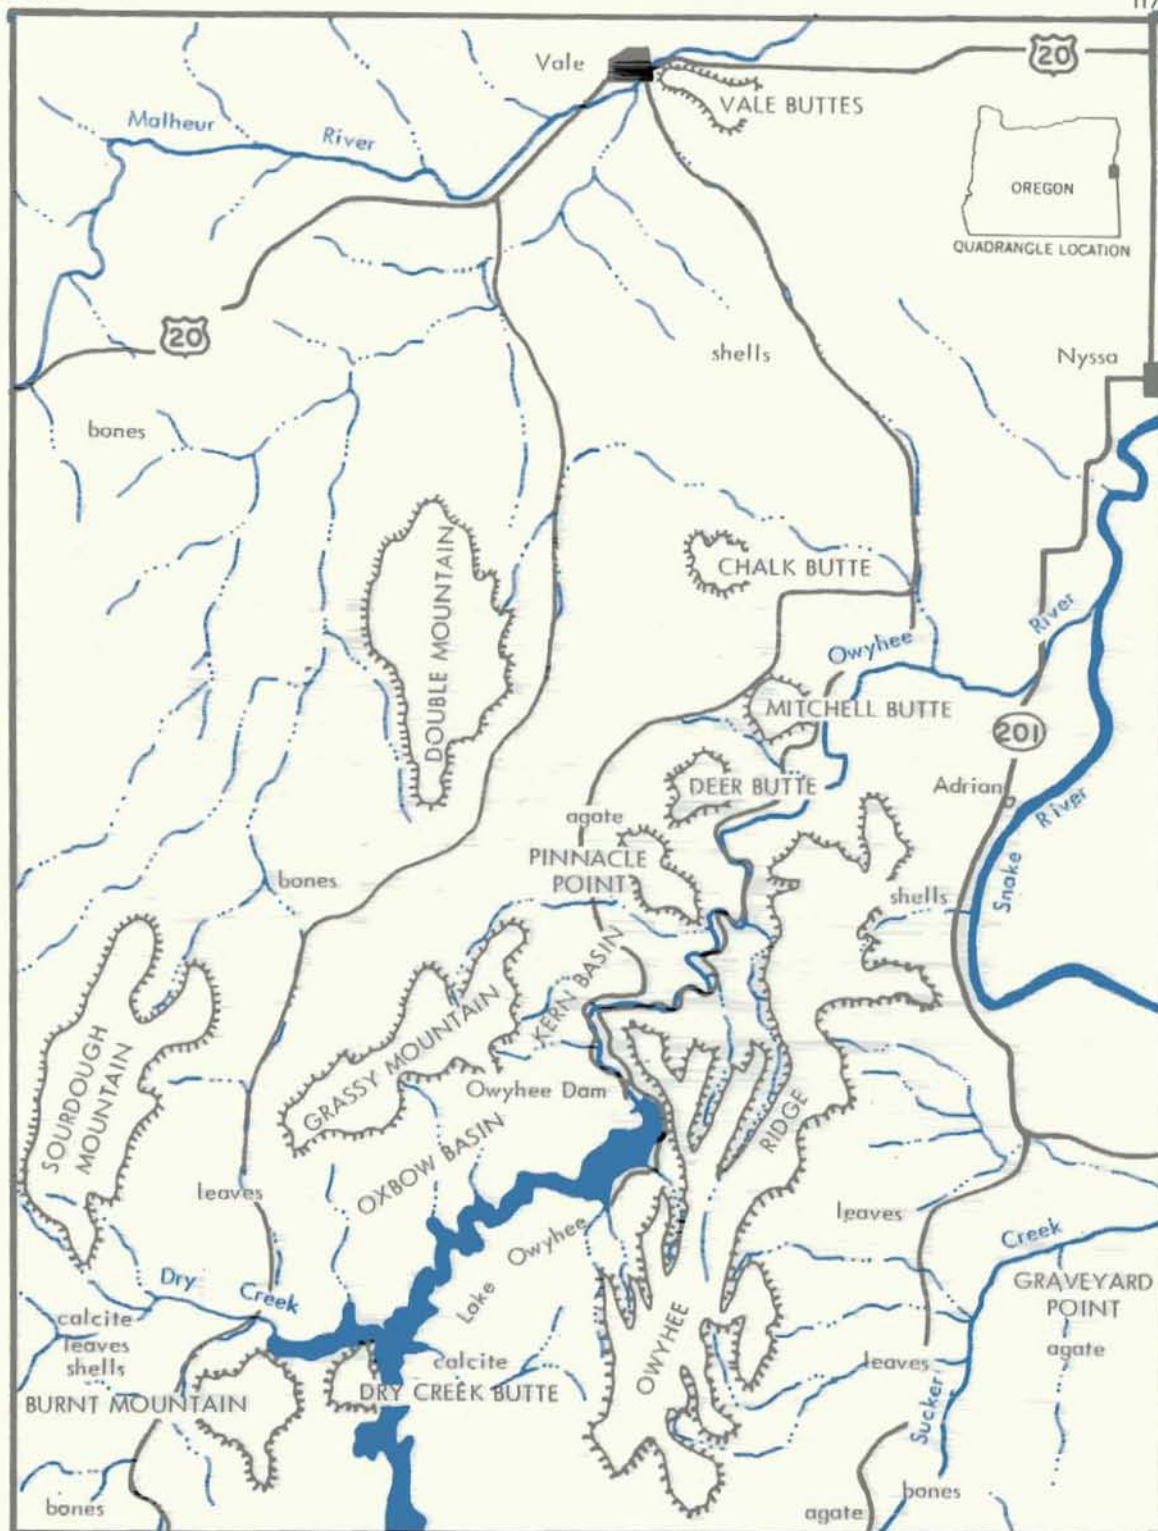 117
Vale
20
VALE BUTTES
Malheur
River
OREGON
QUADRANGLE LOCATION
20
shells
Nyssa
bones
DOUBLE MOUNTAIN
CHALK BUTTE
River
Owyhee
MITCHELL BUTTE
201
DEER BUTTE
Adrian
River
Snake
agate
PINNACLE
POINT
bones
shells
KERN BASIN
GRASSY MOUNTAIN
SOURDOUGH
MOUNTAIN
Owyhee Dam
RIDGE
OXBOW BASIN
leaves
leaves
Owyhee
Lake
Creek
Dry
Creek
GRAVEYARD
POINT
calcite
leaves
shells
agate
calcite
leaves
OWYHEE
BURNT MOUNTAIN
DRY CREEK BUTTE
Sucker
bones
bones
agate